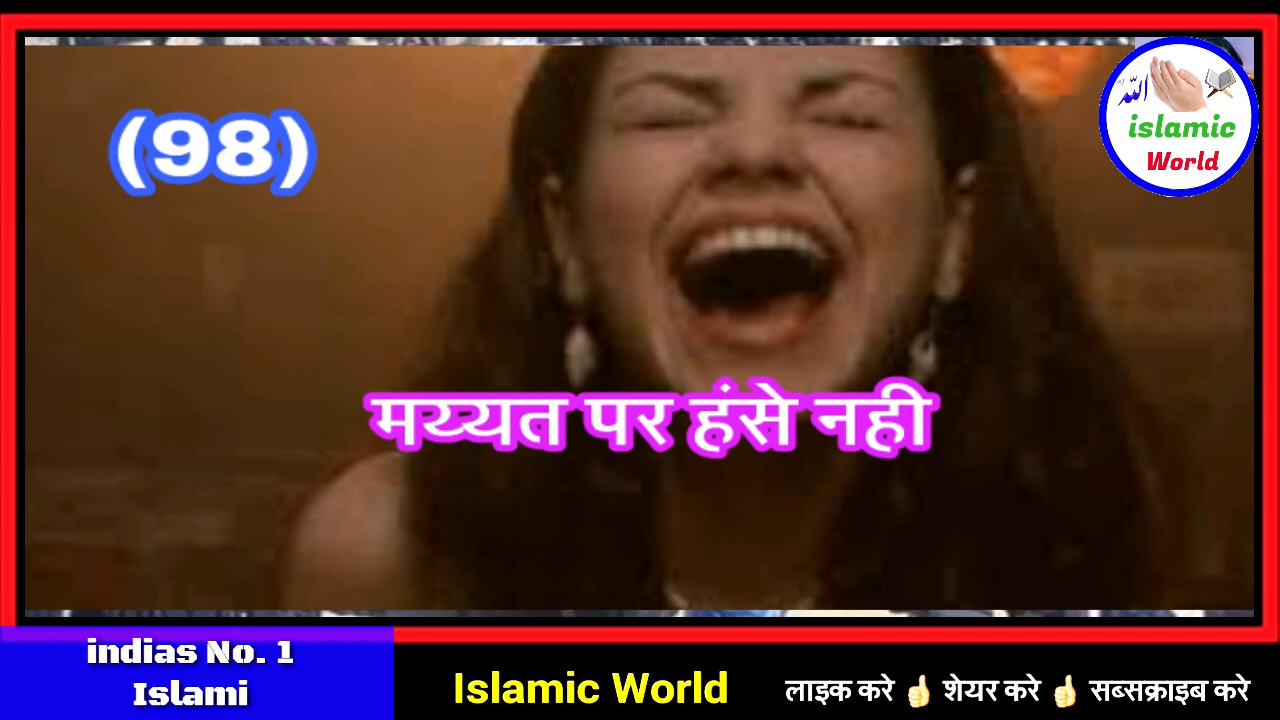 (98)
الله
islamic
World
मय्यत पर हंसे नही
indias No. 1
Islami
Islamic World
लाइक करे 👍 शेयर करे 👍 सब्सक्राइब करे